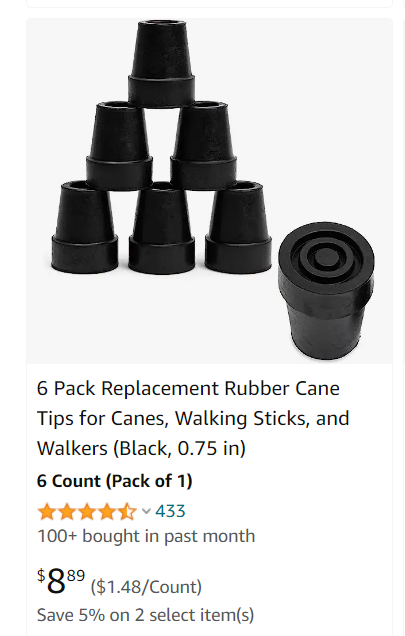 6 Pack Replacement Rubber Cane
Tips for Canes, Walking Sticks, and
Walkers (Black, 0.75 in)
6 Count (Pack of 1)
433
100+ bought in past month
$8.89 ($1.48/Count)
Save 5% on 2 select item(s)